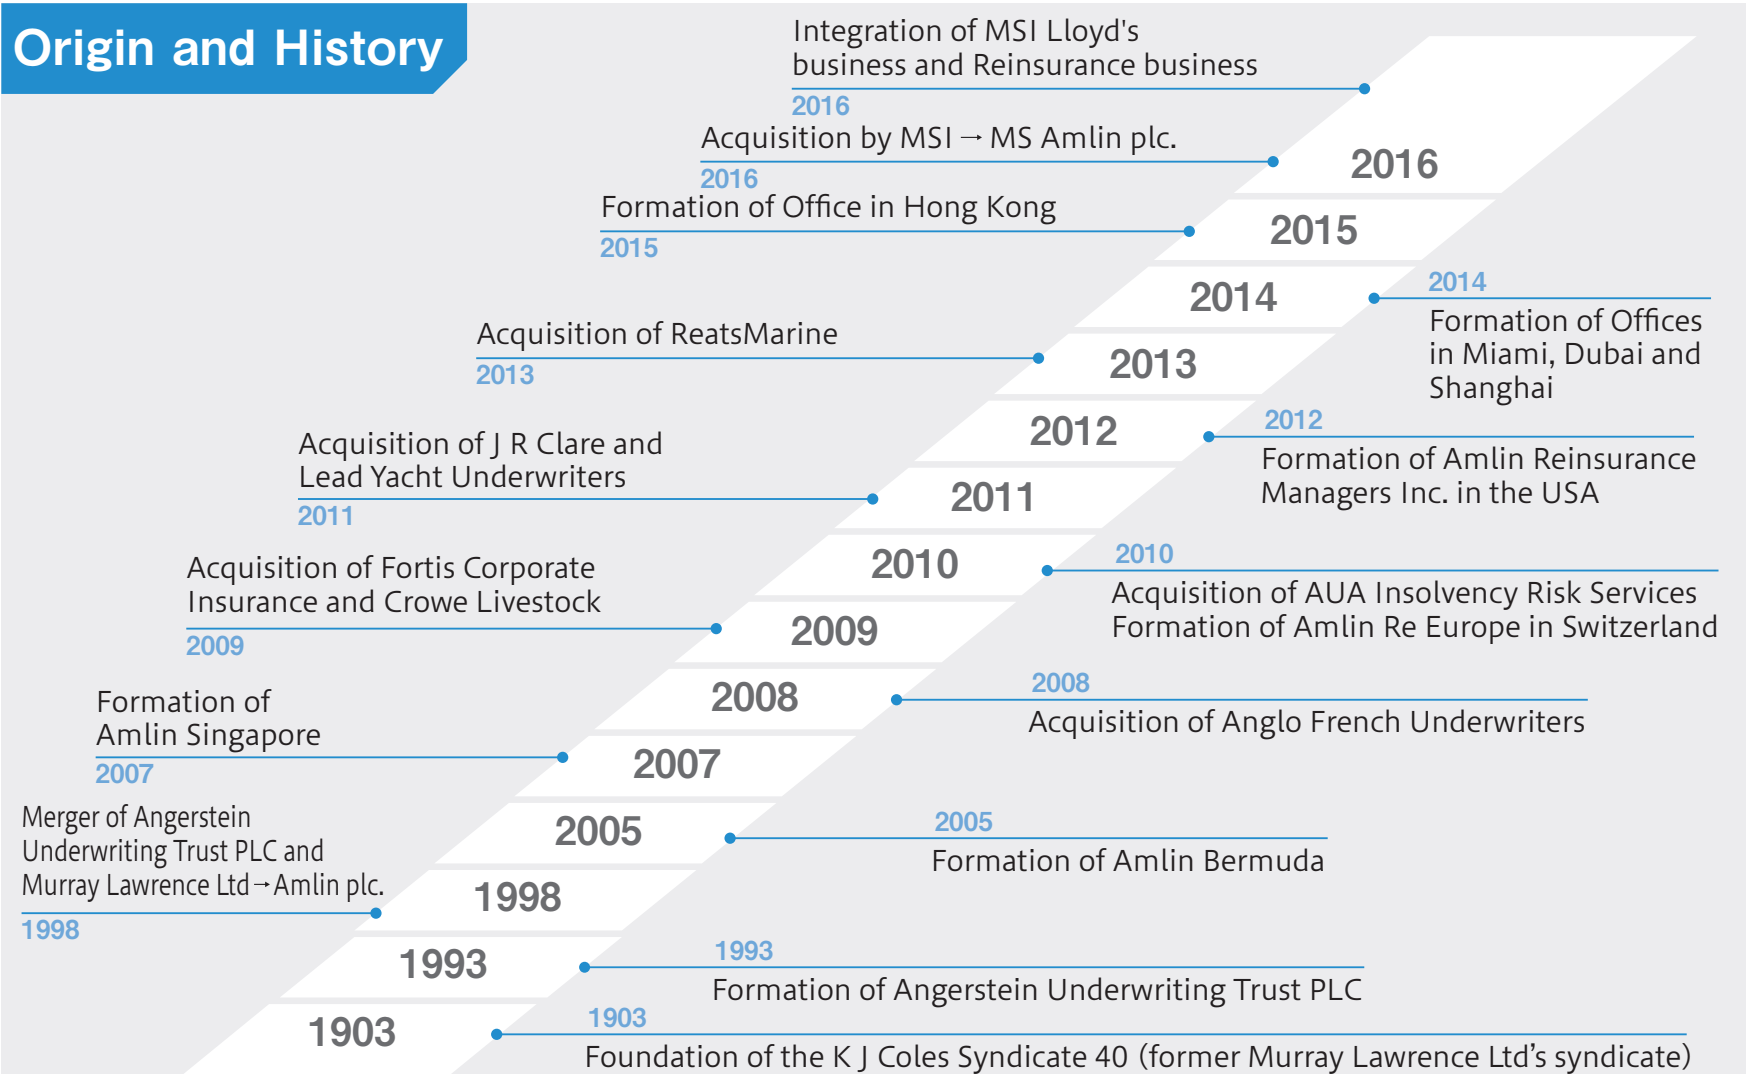 Origin and History
Integration of MSI Lloyd's
business and Reinsurance business
2016
Acquisition by MSI → MS Amlin plc.
2016
Formation of Office in Hong Kong
2015
Acquisition of ReatsMarine
2013
Acquisition of J R Clare and
Lead Yacht Underwriters
2011
Acquisition of Fortis Corporate
Insurance and Crowe Livestock
2009
Formation of
Amlin Singapore
2007
Merger of Angerstein
Underwriting Trust PLC and
Murray Lawrence Ltd→Amlin plc.
1998
2016
2015
2014
2013
2012
2011
2010
2009
2008
2007
2005
1998
1993
1903
2014
Formation of Offices
in Miami, Dubai and
Shanghai
2012
Formation of Amlin Reinsurance
Managers Inc. in the USA
2010
Acquisition of AUA Insolvency Risk Services
Formation of Amlin Re Europe in Switzerland
2008
Acquisition of Anglo French Underwriters
2005
Formation of Amlin Bermuda
1993
Formation of Angerstein Underwriting Trust PLC
1903
Foundation of the K J Coles Syndicate 40 (former Murray Lawrence Ltd’s syndicate)